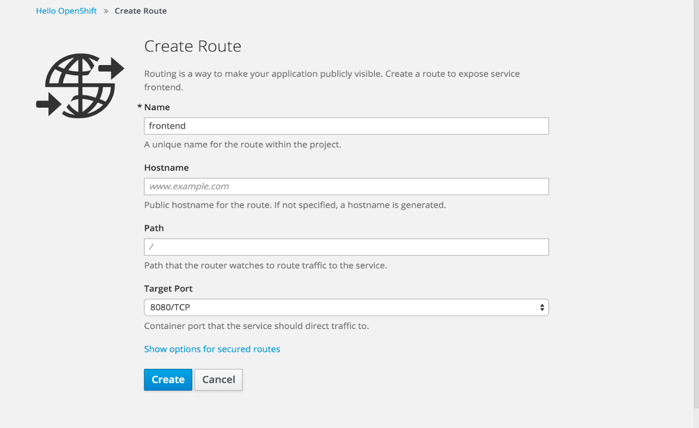 Hello OpenShift » Create Route
Create Route
Routing is a way to make your application publicly visible. Create a route to expose service
frontend.
* Name
frontend
A unique name for the route within the project.
Hostname
www.example.com
Public hostname for the route. If not specified, a hostname is generated.
Path
/
Path that the router watches to route traffic to the service.
Target Port
8080/TCP
Container port that the service should direct traffic to.
Show options for secured routes
Create Cancel